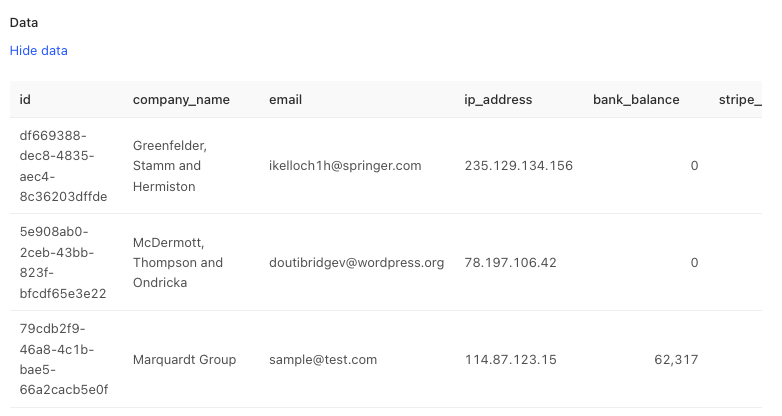 Data
Hide data
id company_name email ip_address bank_balance stripe_
df669388-
dec8-4835-
aec4-
8c36203dffde
Greenfelder,
Stamm and
Hermiston
ikelloch1h@springer.com
235.129.134.156
0
5e908ab0-
2ceb-43bb-
823f-
bfcdf65e3e22
McDermott,
Thompson and
Ondricka
doutibridgev@wordpress.org
78.197.106.42
0
79cdb2f9-
46a8-4c1b-
bae5-
66a2cacb5e0f
Marquardt Group
sample@test.com
114.87.123.15
62,317